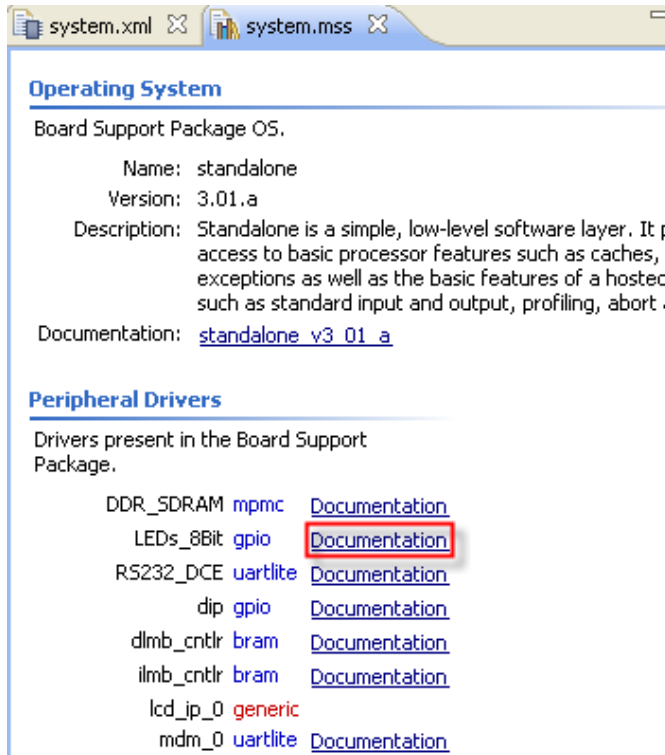 system.xml system.mss
Operating System
Board Support Package OS.
Name: standalone
Version: 3.01.a
Description: Standalone is a simple, low-level software layer. It
access to basic processor features such as caches,
exceptions as well as the basic features of a
such as standard input and output, profiling, abort
Documentation: standalone_v3_01_a
Peripheral Drivers
Drivers present in the Board Support
Package.
DDR_SDRAM mpmc Documentation
LEDs_8Bit gpio Documentation
RS232_DCE uartlite Documentation
dip gpio Documentation
dlmb_cntlr bram Documentation
ilmb_cntlr bram Documentation
lcd_ip_0 generic
mdm_0 uartlite Documentation